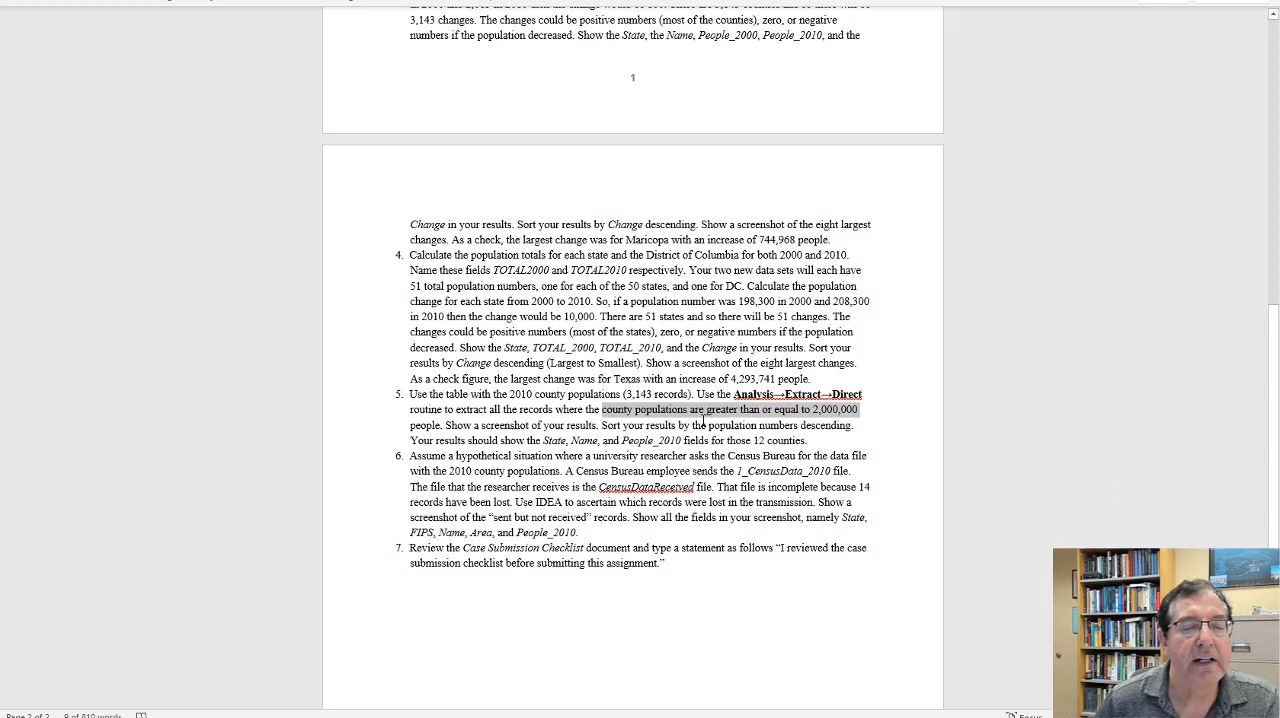 3,143 changes. The changes could be positive numbers (most of the counties), zero, or negative
numbers if the population decreased. Show the State, the Name, People_2000, People_2010, and the
1
Change in your results. Sort your results by Change descending. Show a screenshot of the eight largest
changes. As a check, the largest change was for Maricopa with an increase of 744,968 people.
4. Calculate the population totals for each state and the District of Columbia for both 2000 and 2010.
Name these fields TOTAL2000 and TOTAL2010 respectively. Your two new data sets will each have
51 total population numbers, one for each of the 50 states, and one for DC. Calculate the population
change for each state from 2000 to 2010. So, if a population number was 198,300 in 2000 and 208,300
in 2010 then the change would be 10,000. There are 51 states and so there will be 51 changes. The
changes could be positive numbers (most of the states), zero, or negative numbers if the population
decreased. Show the State, TOTAL_2000, TOTAL_2010, and the Change in your results. Sort your
results by Change descending (Largest to Smallest). Show a screenshot of the eight largest changes.
As a check figure, the largest change was for Texas with an increase of 4,293,741 people.
5. Use the table with the 2010 county populations (3,143 records). Use the Analysis→Extract→Direct
routine to extract all the records where the county populations are greater than or equal to 2,000,000
people. Show a screenshot of your results. Sort your results by the population numbers descending.
Your results should show the State, Name, and People_2010 fields for those 12 counties.
6. Assume a hypothetical situation where a university researcher asks the Census Bureau for the data file
with the 2010 county populations. A Census Bureau employee sends the 1_CensusData_2010 file.
The file that the researcher receives is the CensusDataReceived file. That file is incomplete because 14
records have been lost. Use IDEA to ascertain which records were lost in the transmission. Show a
screenshot of the “sent but not received” records. Show all the fields in your screenshot, namely State,
FIPS, Name, Area, and People_2010.
7. Review the Case Submission Checklist document and type a statement as follows “I reviewed the case
submission checklist before submitting this assignment.”
Page 2 of 2 9 of 810 words
Focus